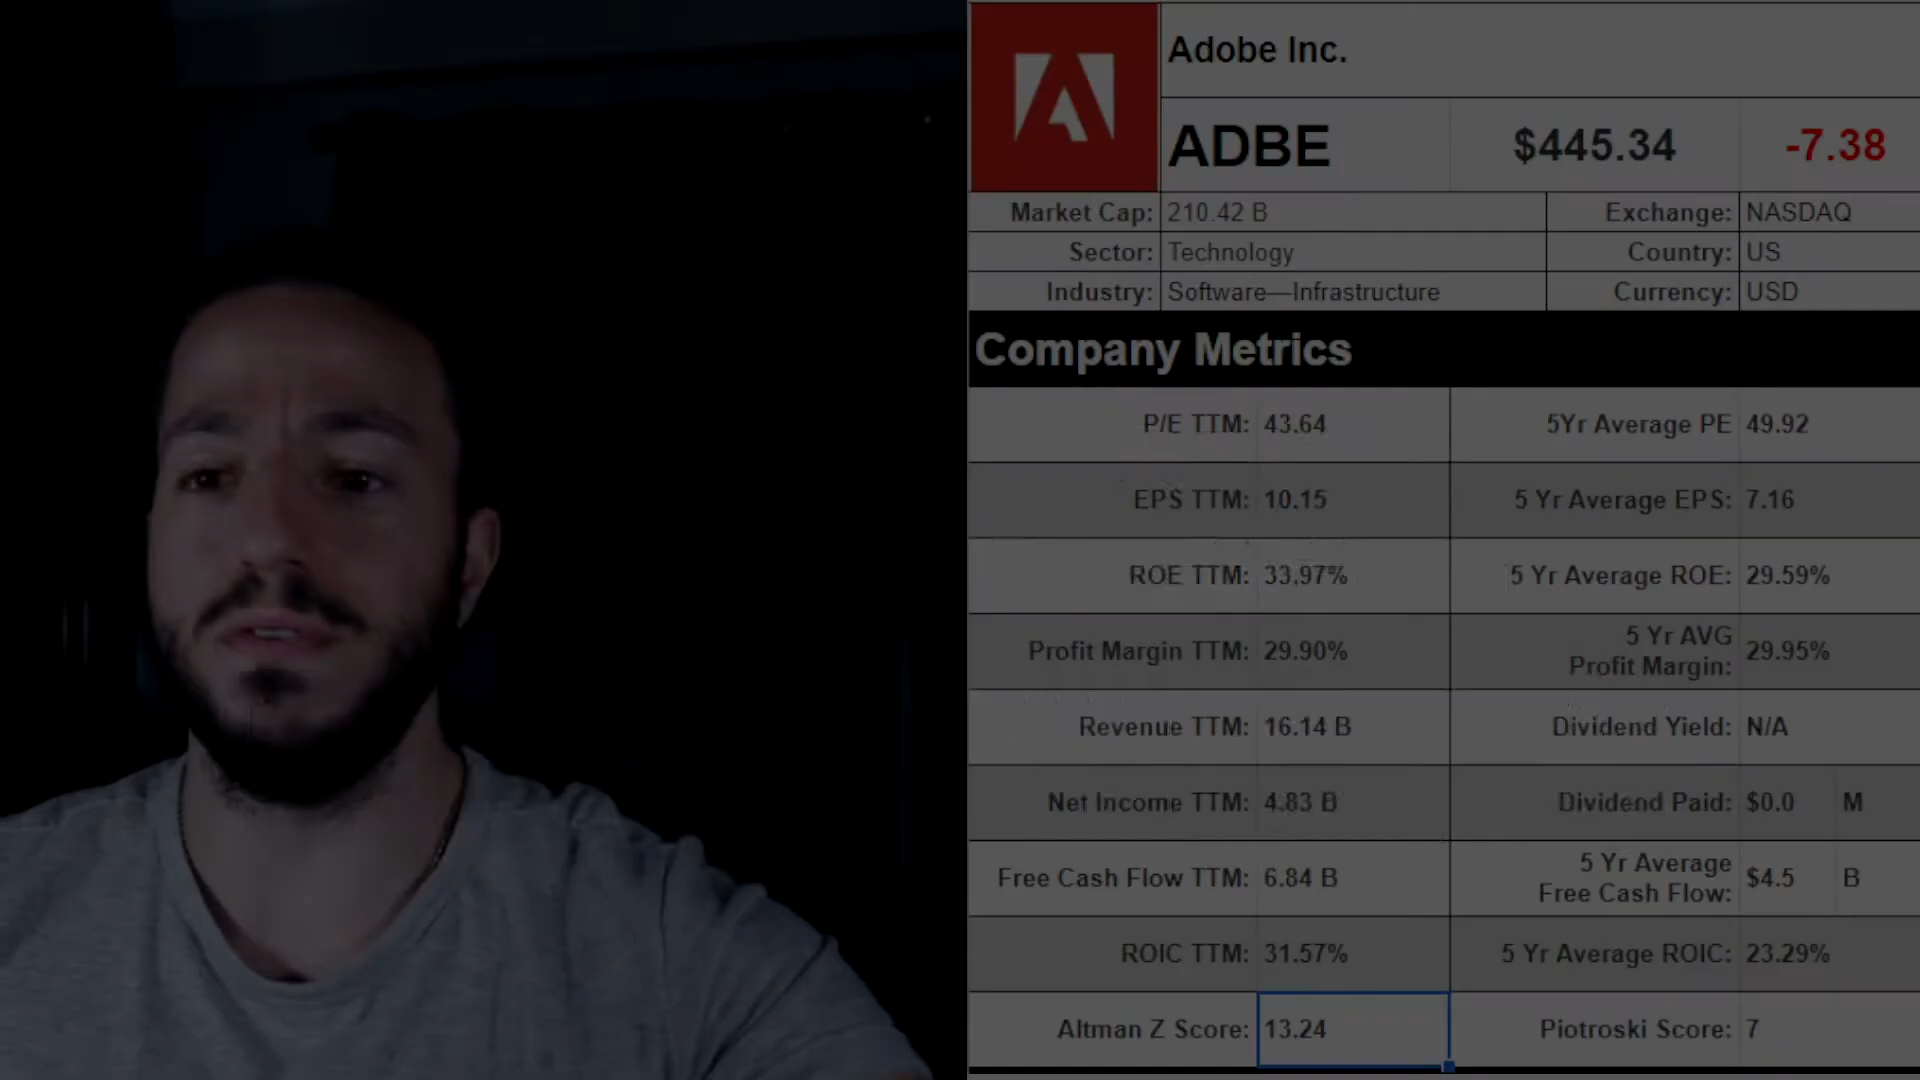 Adobe Inc.
ADBE $445.34 -7.38
Market Cap: 210.42 B Exchange: NASDAQ
Sector: Technology Country: US
Industry: Software—Infrastructure Currency: USD
Company Metrics
P/E TTM: 43.64 5Yr Average PE 49.92
EPS TTM: 10.15 5 Yr Average EPS: 7.16
ROE TTM: 33.97% 5 Yr Average ROE: 29.59%
Profit Margin TTM: 29.90% 5 Yr AVG
Profit Margin: 29.95%
Revenue TTM: 16.14 B Dividend Yield: N/A
Net Income TTM: 4.83 B Dividend Paid: $0.0 M
Free Cash Flow TTM: 6.84 B 5 Yr Average
Free Cash Flow: $4.5 B
ROIC TTM: 31.57% 5 Yr Average ROIC: 23.29%
Altman Z Score: 13.24 Piotroski Score: 7